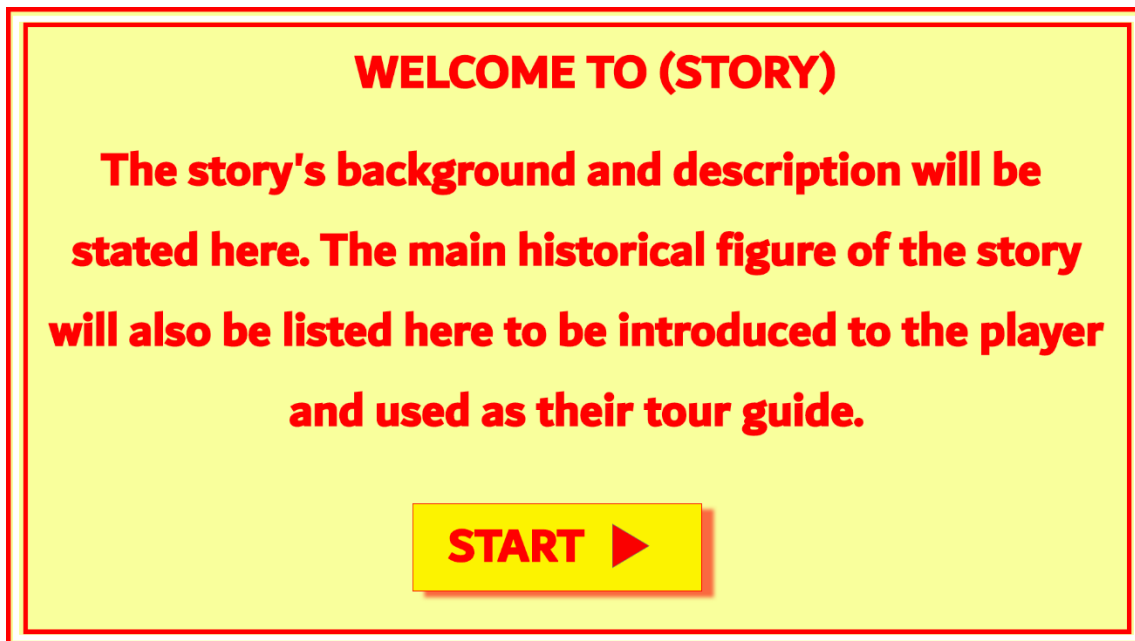 WELCOME TO (STORY)
The story's background and description will be
stated here. The main historical figure of the story
will also be listed here to be introduced to the player
and used as their tour guide.
START